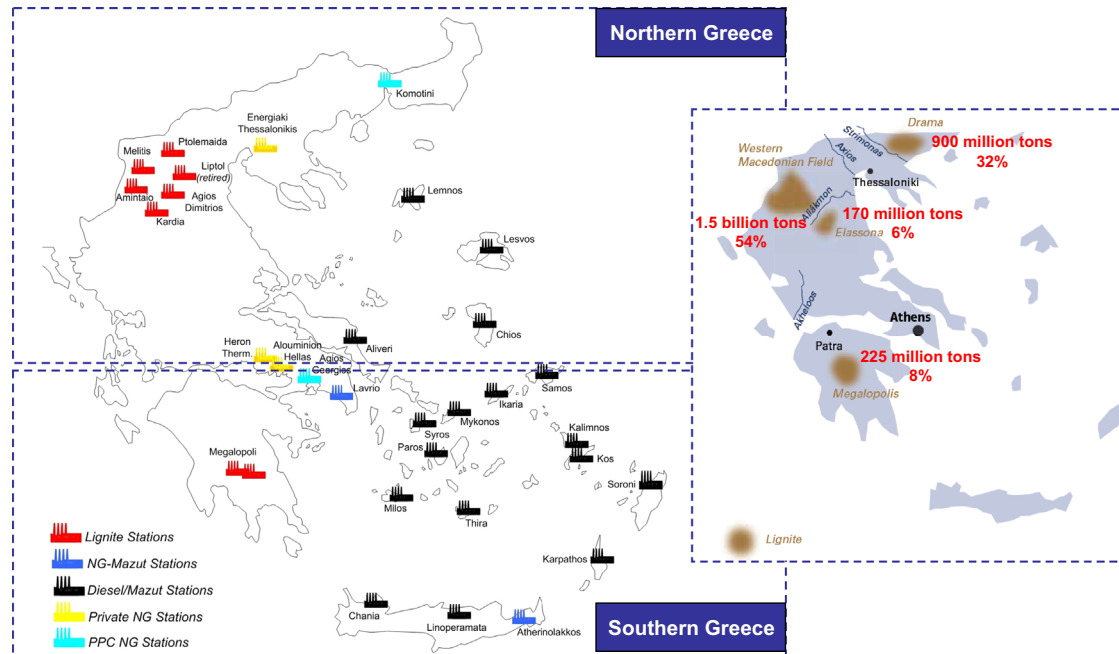 Northern Greece
Komotini
Energiaki
Thessalonikis
Ptolemaida
Melitis
Liptol
(retired)
Amintaio
Agios
Dimitrios
Kardia
Lemnos
Lesvos
Chios
Aliveri
Heron
Therm.
Alouminion
Hellas
Agios
Georgios
Lavrio
Samos
Ikaria
Mykonos
Syros
Paros
Kalimnos
Kos
Megalopoli
Soroni
Milos
Thira
Karpathos
Chania
Linoperamata
Atherinolakkos
Lignite Stations
NG-Mazut Stations
Diesel/Mazut Stations
Private NG Stations
PPC NG Stations
Southern Greece
Drama
900 million tons
32%
Strimonas
Axios
Western
Macedonian Field
Thessaloniki
Aliákmon
170 million tons
6%
Elassona
1.5 billion tons
54%
Akheloos
Athens
Patra
225 million tons
8%
Megalopolis
Lignite